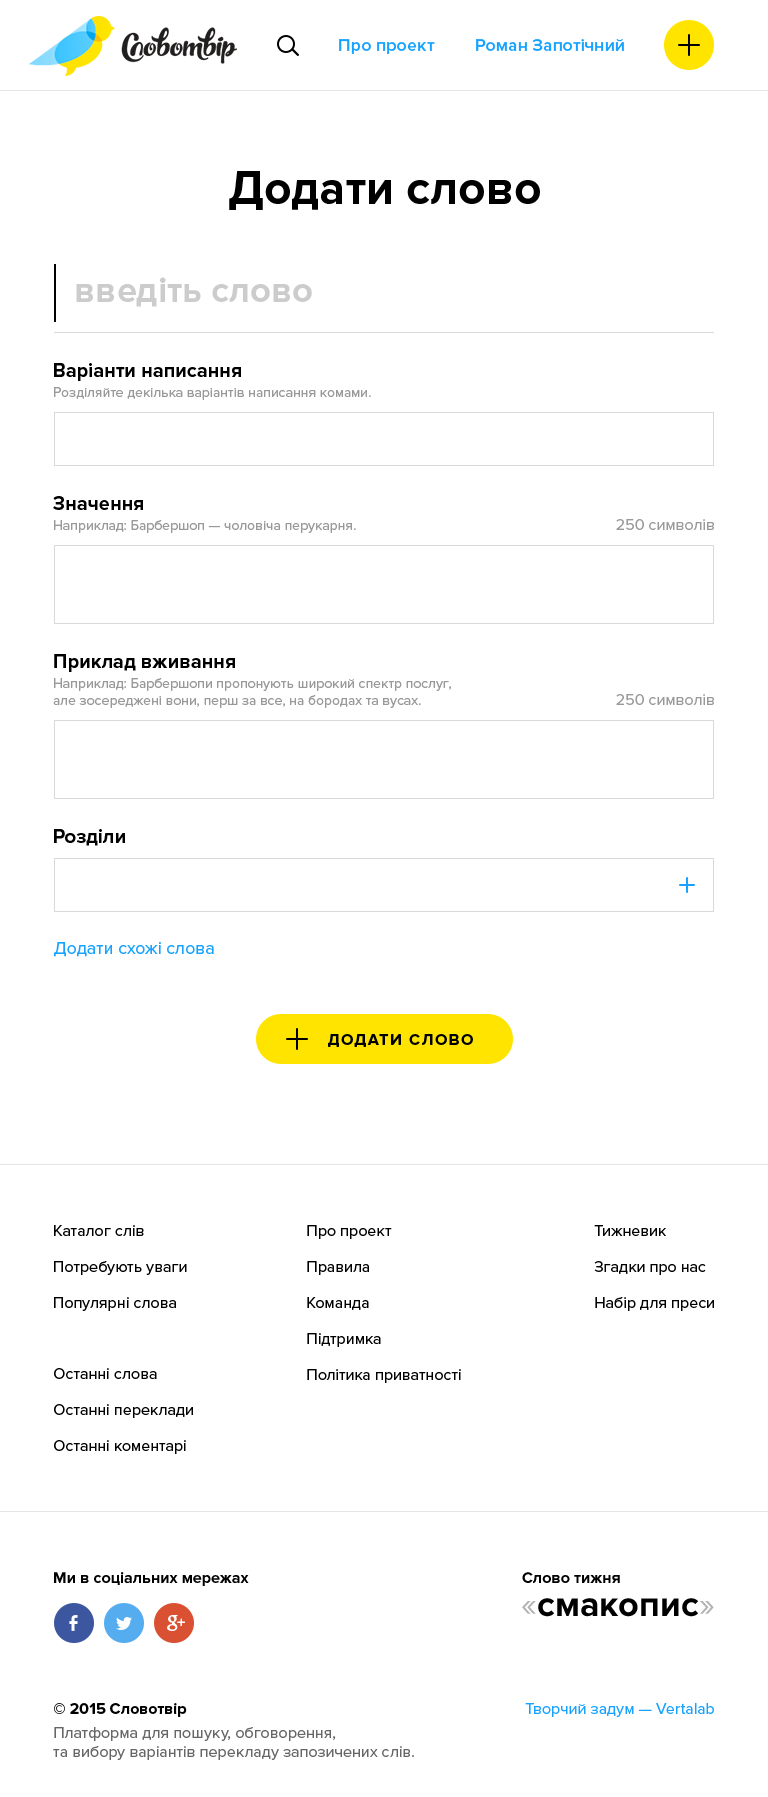 Словотвір
Про проект
Роман Запотічний
Додати слово
введіть слово
Варіанти написання
Розділяйте декілька варіантів написання комами.
Значення
Наприклад: Барбершоп — чоловіча перукарня.
250 символів
Приклад вживання
Наприклад: Барбершопи пропонують широкий спектр послуг,
але зосереджені вони, перш за все, на бородах та вусах.
250 символів
Розділи
Додати схожі слова
ДОДАТИ СЛОВО
Каталог слів
Потребують уваги
Популярні слова
Останні слова
Останні переклади
Останні коментарі
Про проект
Правила
Команда
Підтримка
Політика приватності
Тижневик
Згадки про нас
Набір для преси
Ми в соціальних мережах
Слово тижня
«смакопис»
© 2015 Словотвір
Платформа для пошуку, обговорення,
та вибору варіантів перекладу запозичених слів.
Творчий задум — Vertalab